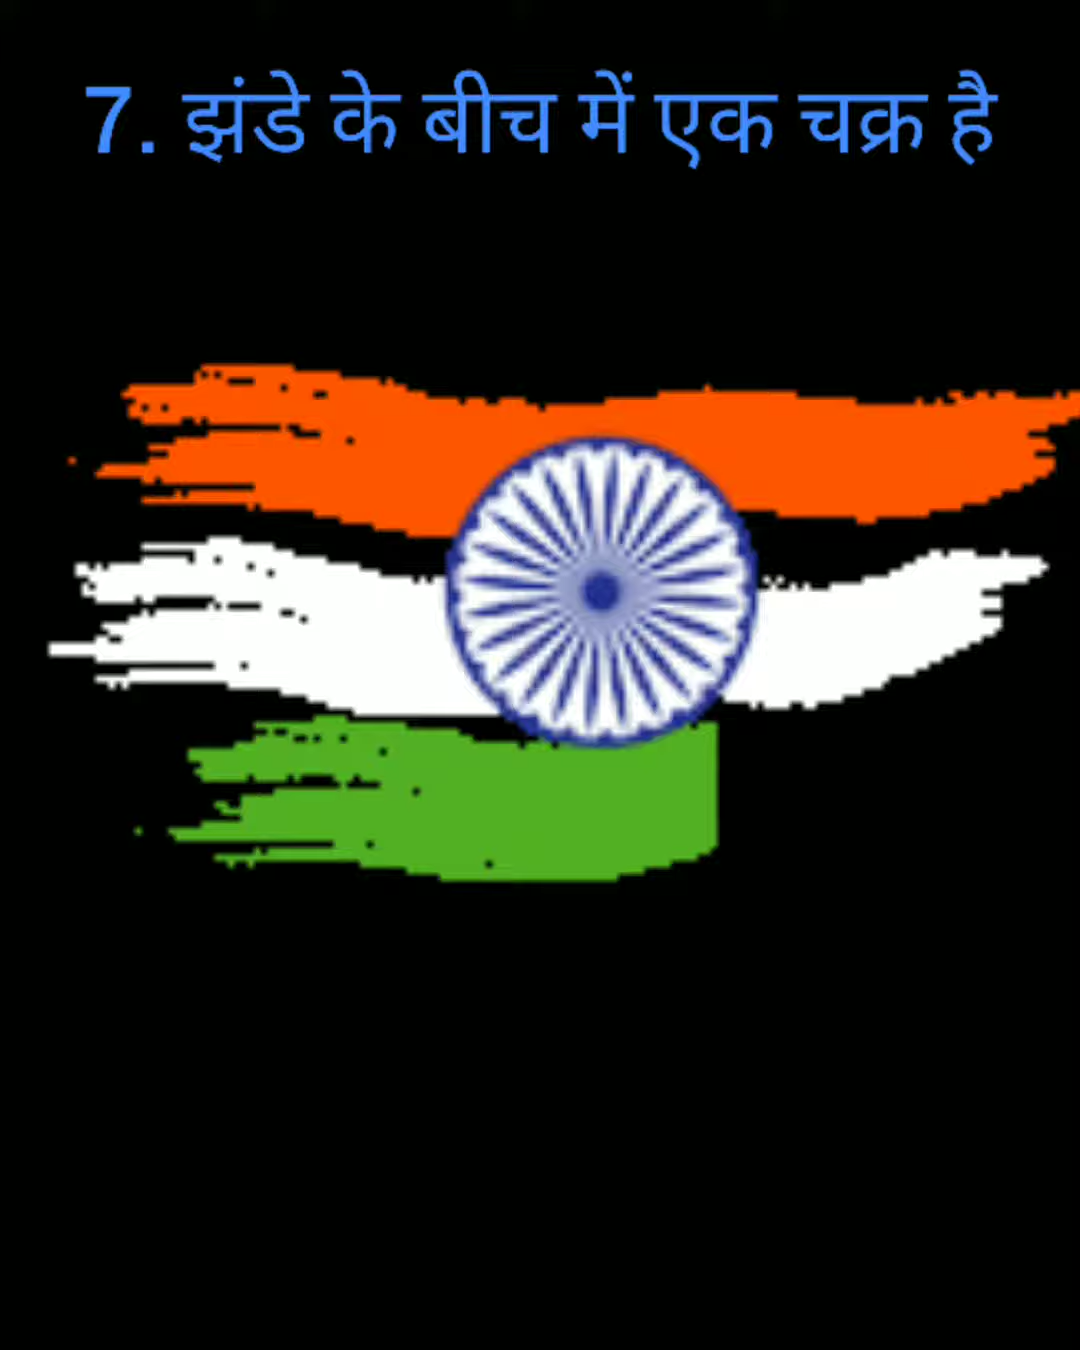 7. झंडे के बीच में एक चक्र है